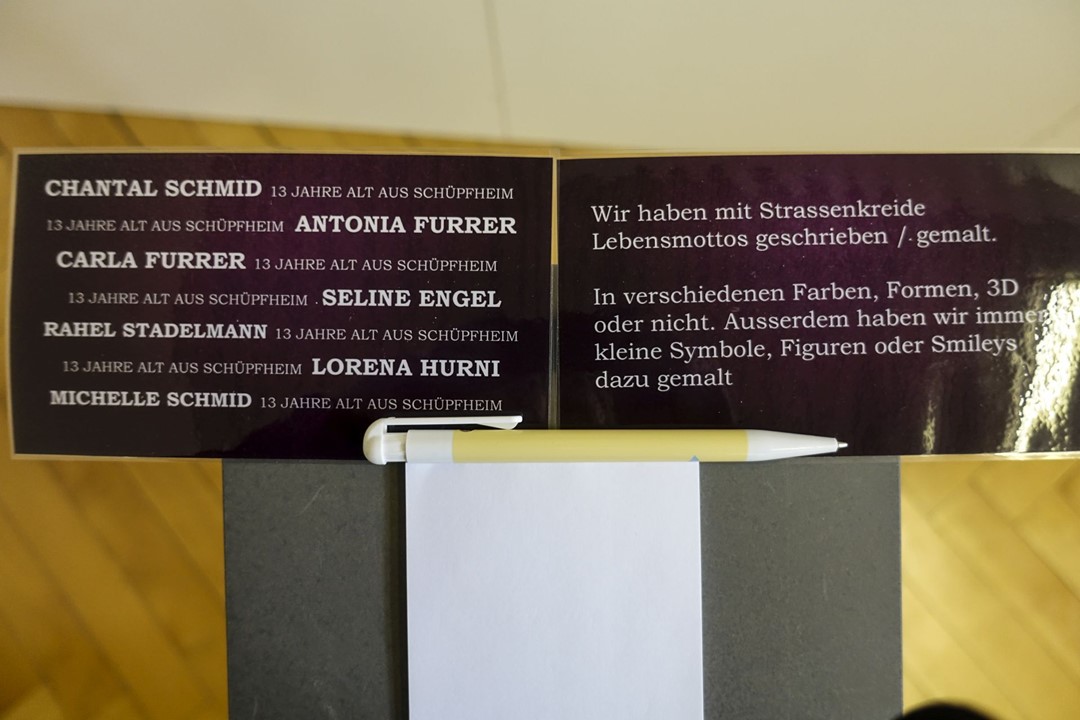 CHANTAL SCHMID 13 JAHRE ALT AUS SCHÜPFHEIM
13 JAHRE ALT AUS SCHÜPFHEIM ANTONIA FURRER
CARLA FURRER 13 JAHRE ALT AUS SCHÜPFHEIM
13 JAHRE ALT AUS SCHÜPFHEIM SELINE ENGEL
RAHEL STADELMANN 13 JAHRE ALT AUS SCHÜPFHEIM
13 JAHRE ALT AUS SCHÜPFHEIM LORENA HURNI
MICHELLE SCHMID 13 JAHRE ALT AUS SCHÜPFHEIM
Wir haben mit Strassenkreide
Lebensmottos geschrieben / gemalt.
In verschiedenen Farben, Formen, 3D
oder nicht. Ausserdem haben wir immer
kleine Symbole, Figuren oder Smileys
dazu gemalt